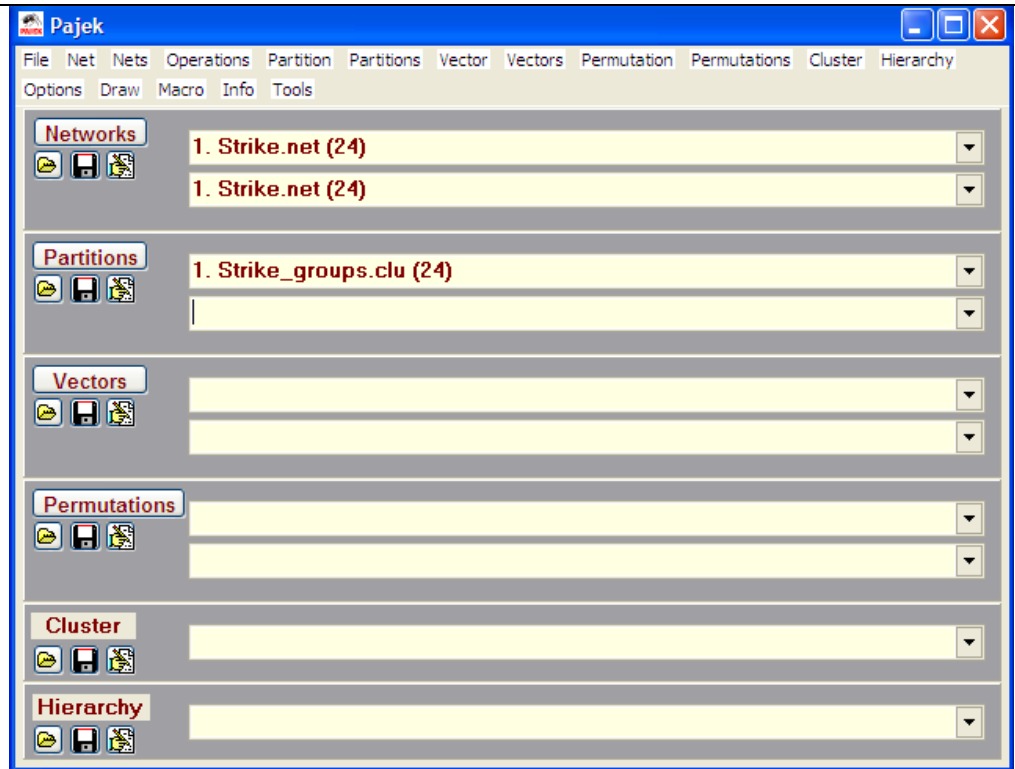 Pajek
File Net Nets Operations Partition Partitions Vector Vectors Permutation Permutations Cluster Hierarchy
Options Draw Macro Info Tools
Networks
1. Strike.net (24)
1. Strike.net (24)
Partitions
1. Strike_groups.clu (24)
Vectors
Permutations
Cluster
Hierarchy